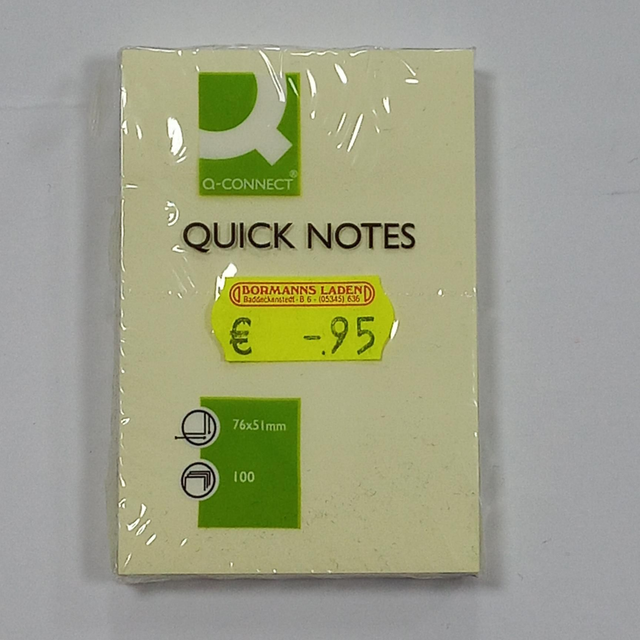 Q-CONNECT®
QUICK NOTES
BORMANNS LADEN
Baddeckenstedt · B 6 · (05345) 636
€ -.95
76x51mm
100